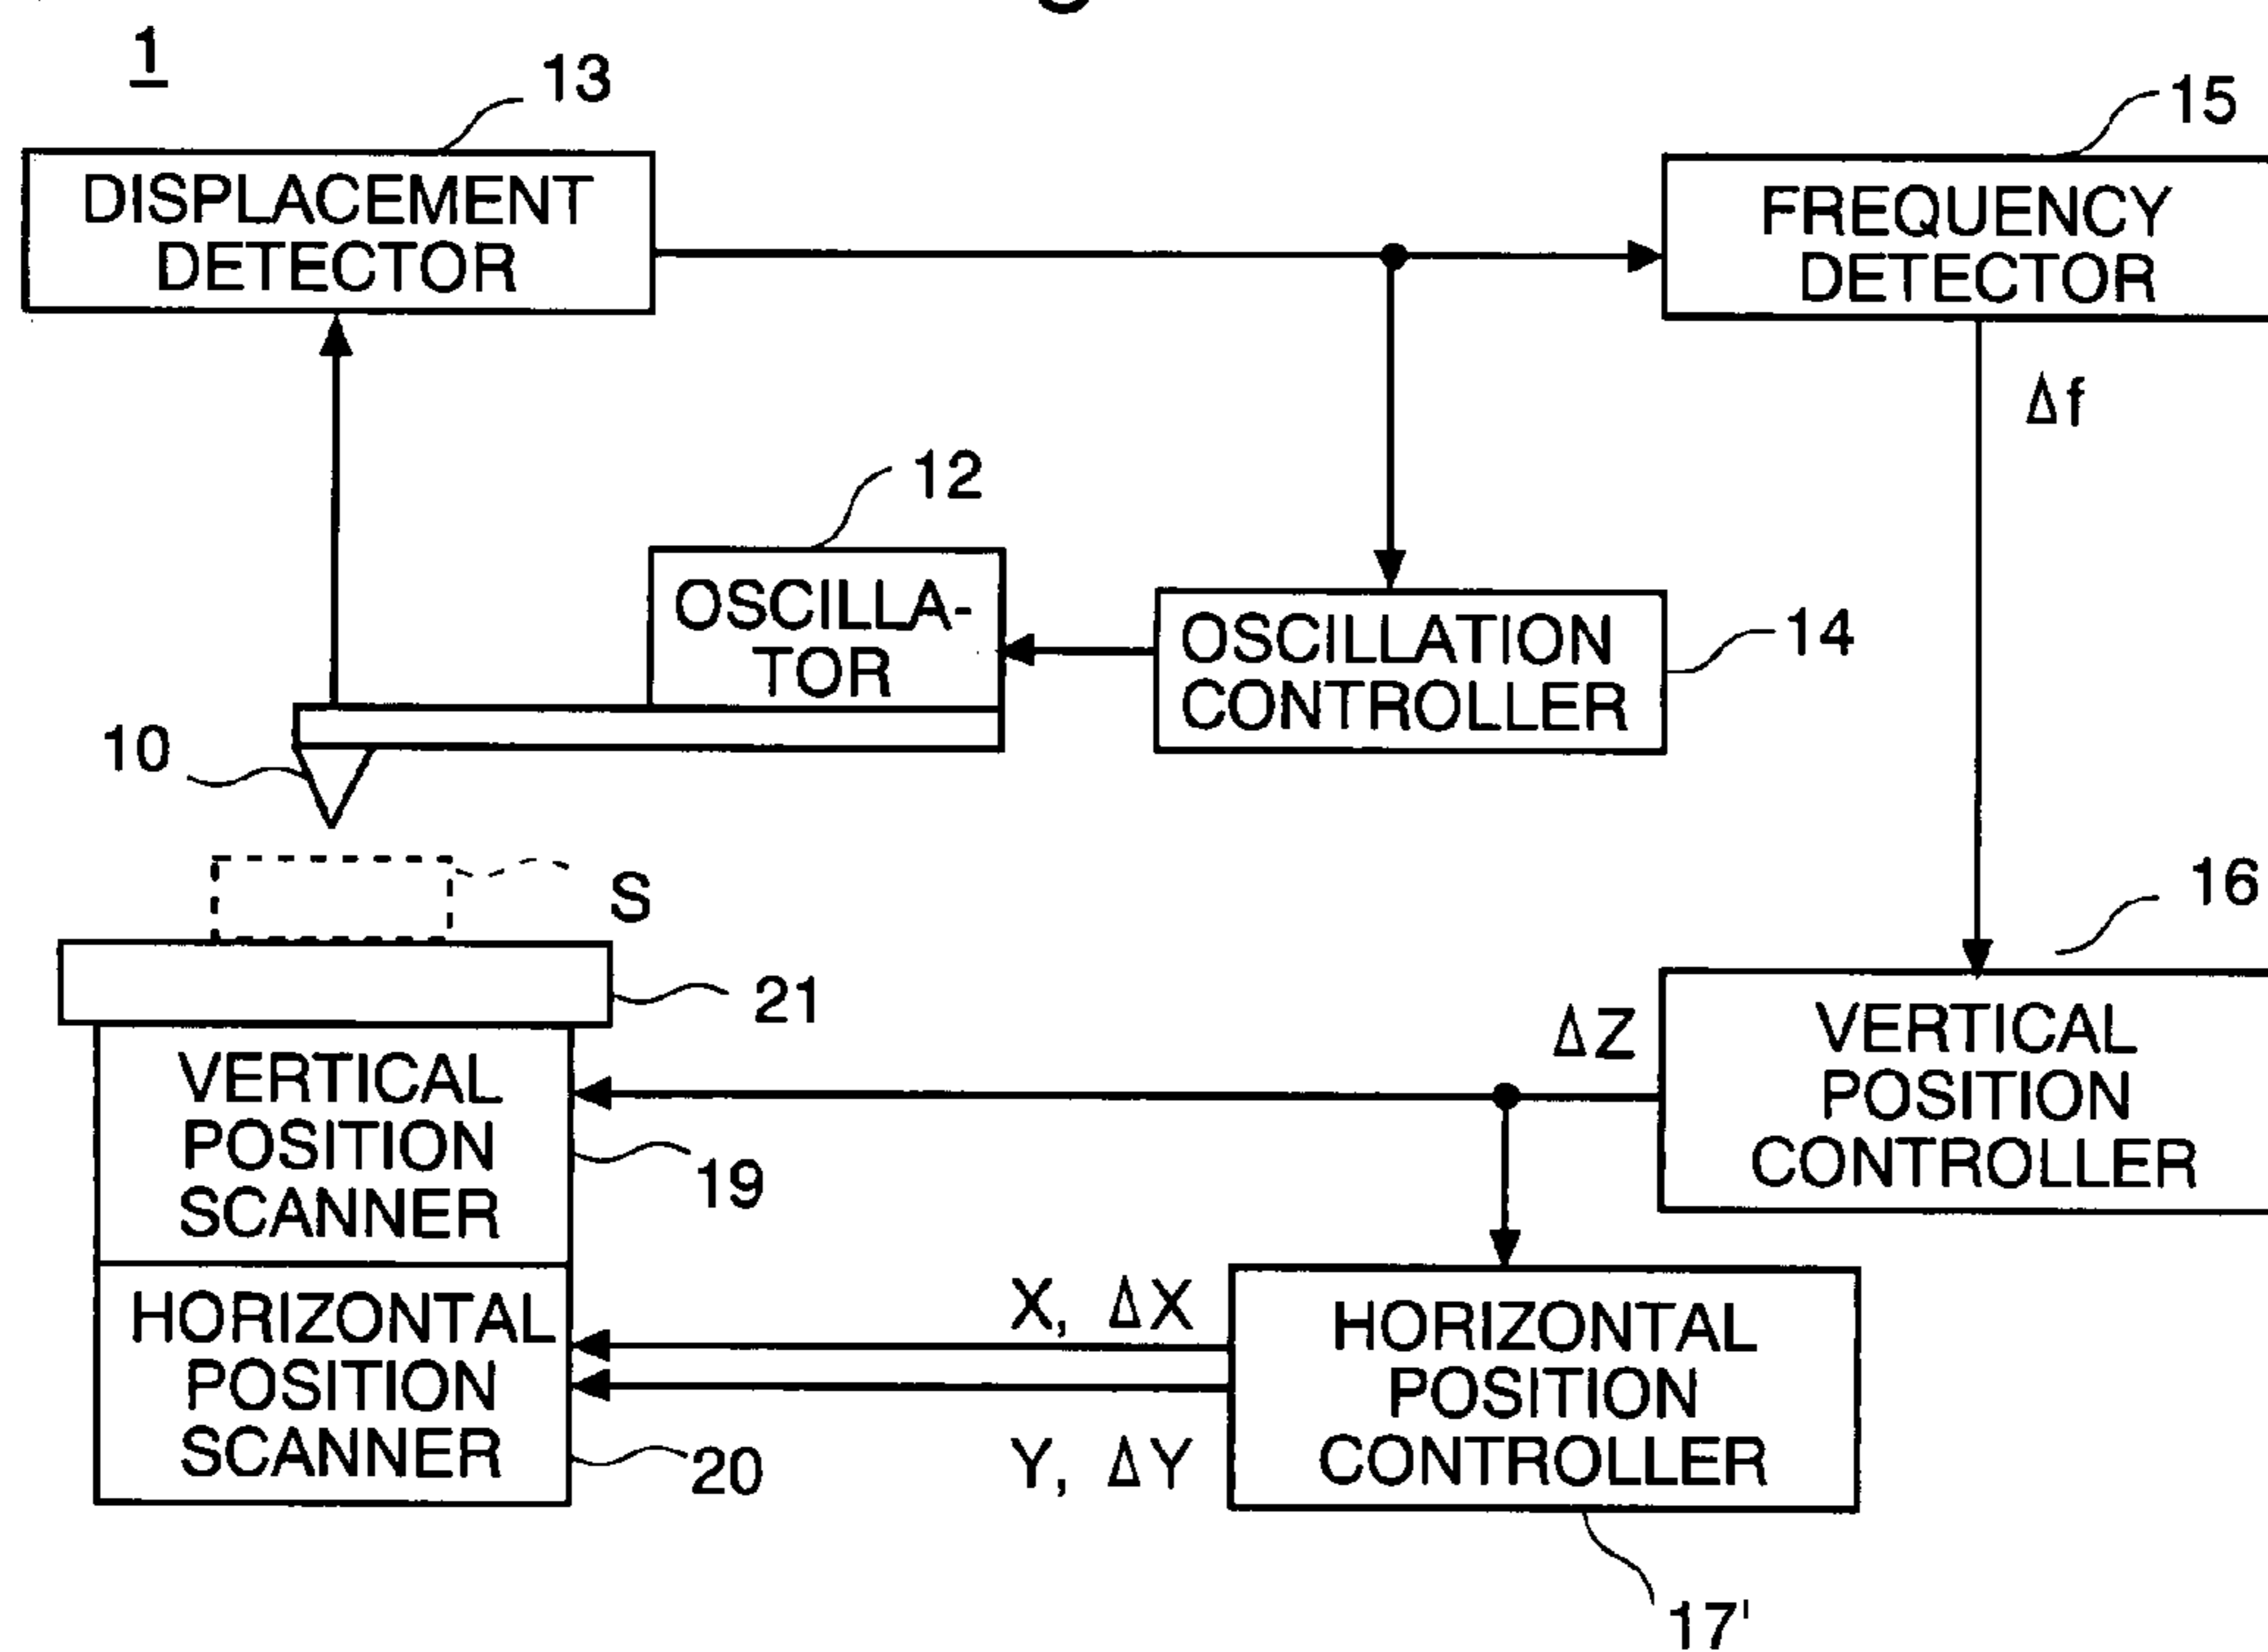 1
13
15
DISPLACEMENT
DETECTOR
FREQUENCY
DETECTOR
Δf
12
OSCILLA-
TOR
OSCILLATION
CONTROLLER
14
10
S
16
21
ΔZ
VERTICAL
POSITION
CONTROLLER
VERTICAL
POSITION
SCANNER
19
HORIZONTAL
POSITION
SCANNER
20
X, ΔX
Y, ΔY
HORIZONTAL
POSITION
CONTROLLER
17'